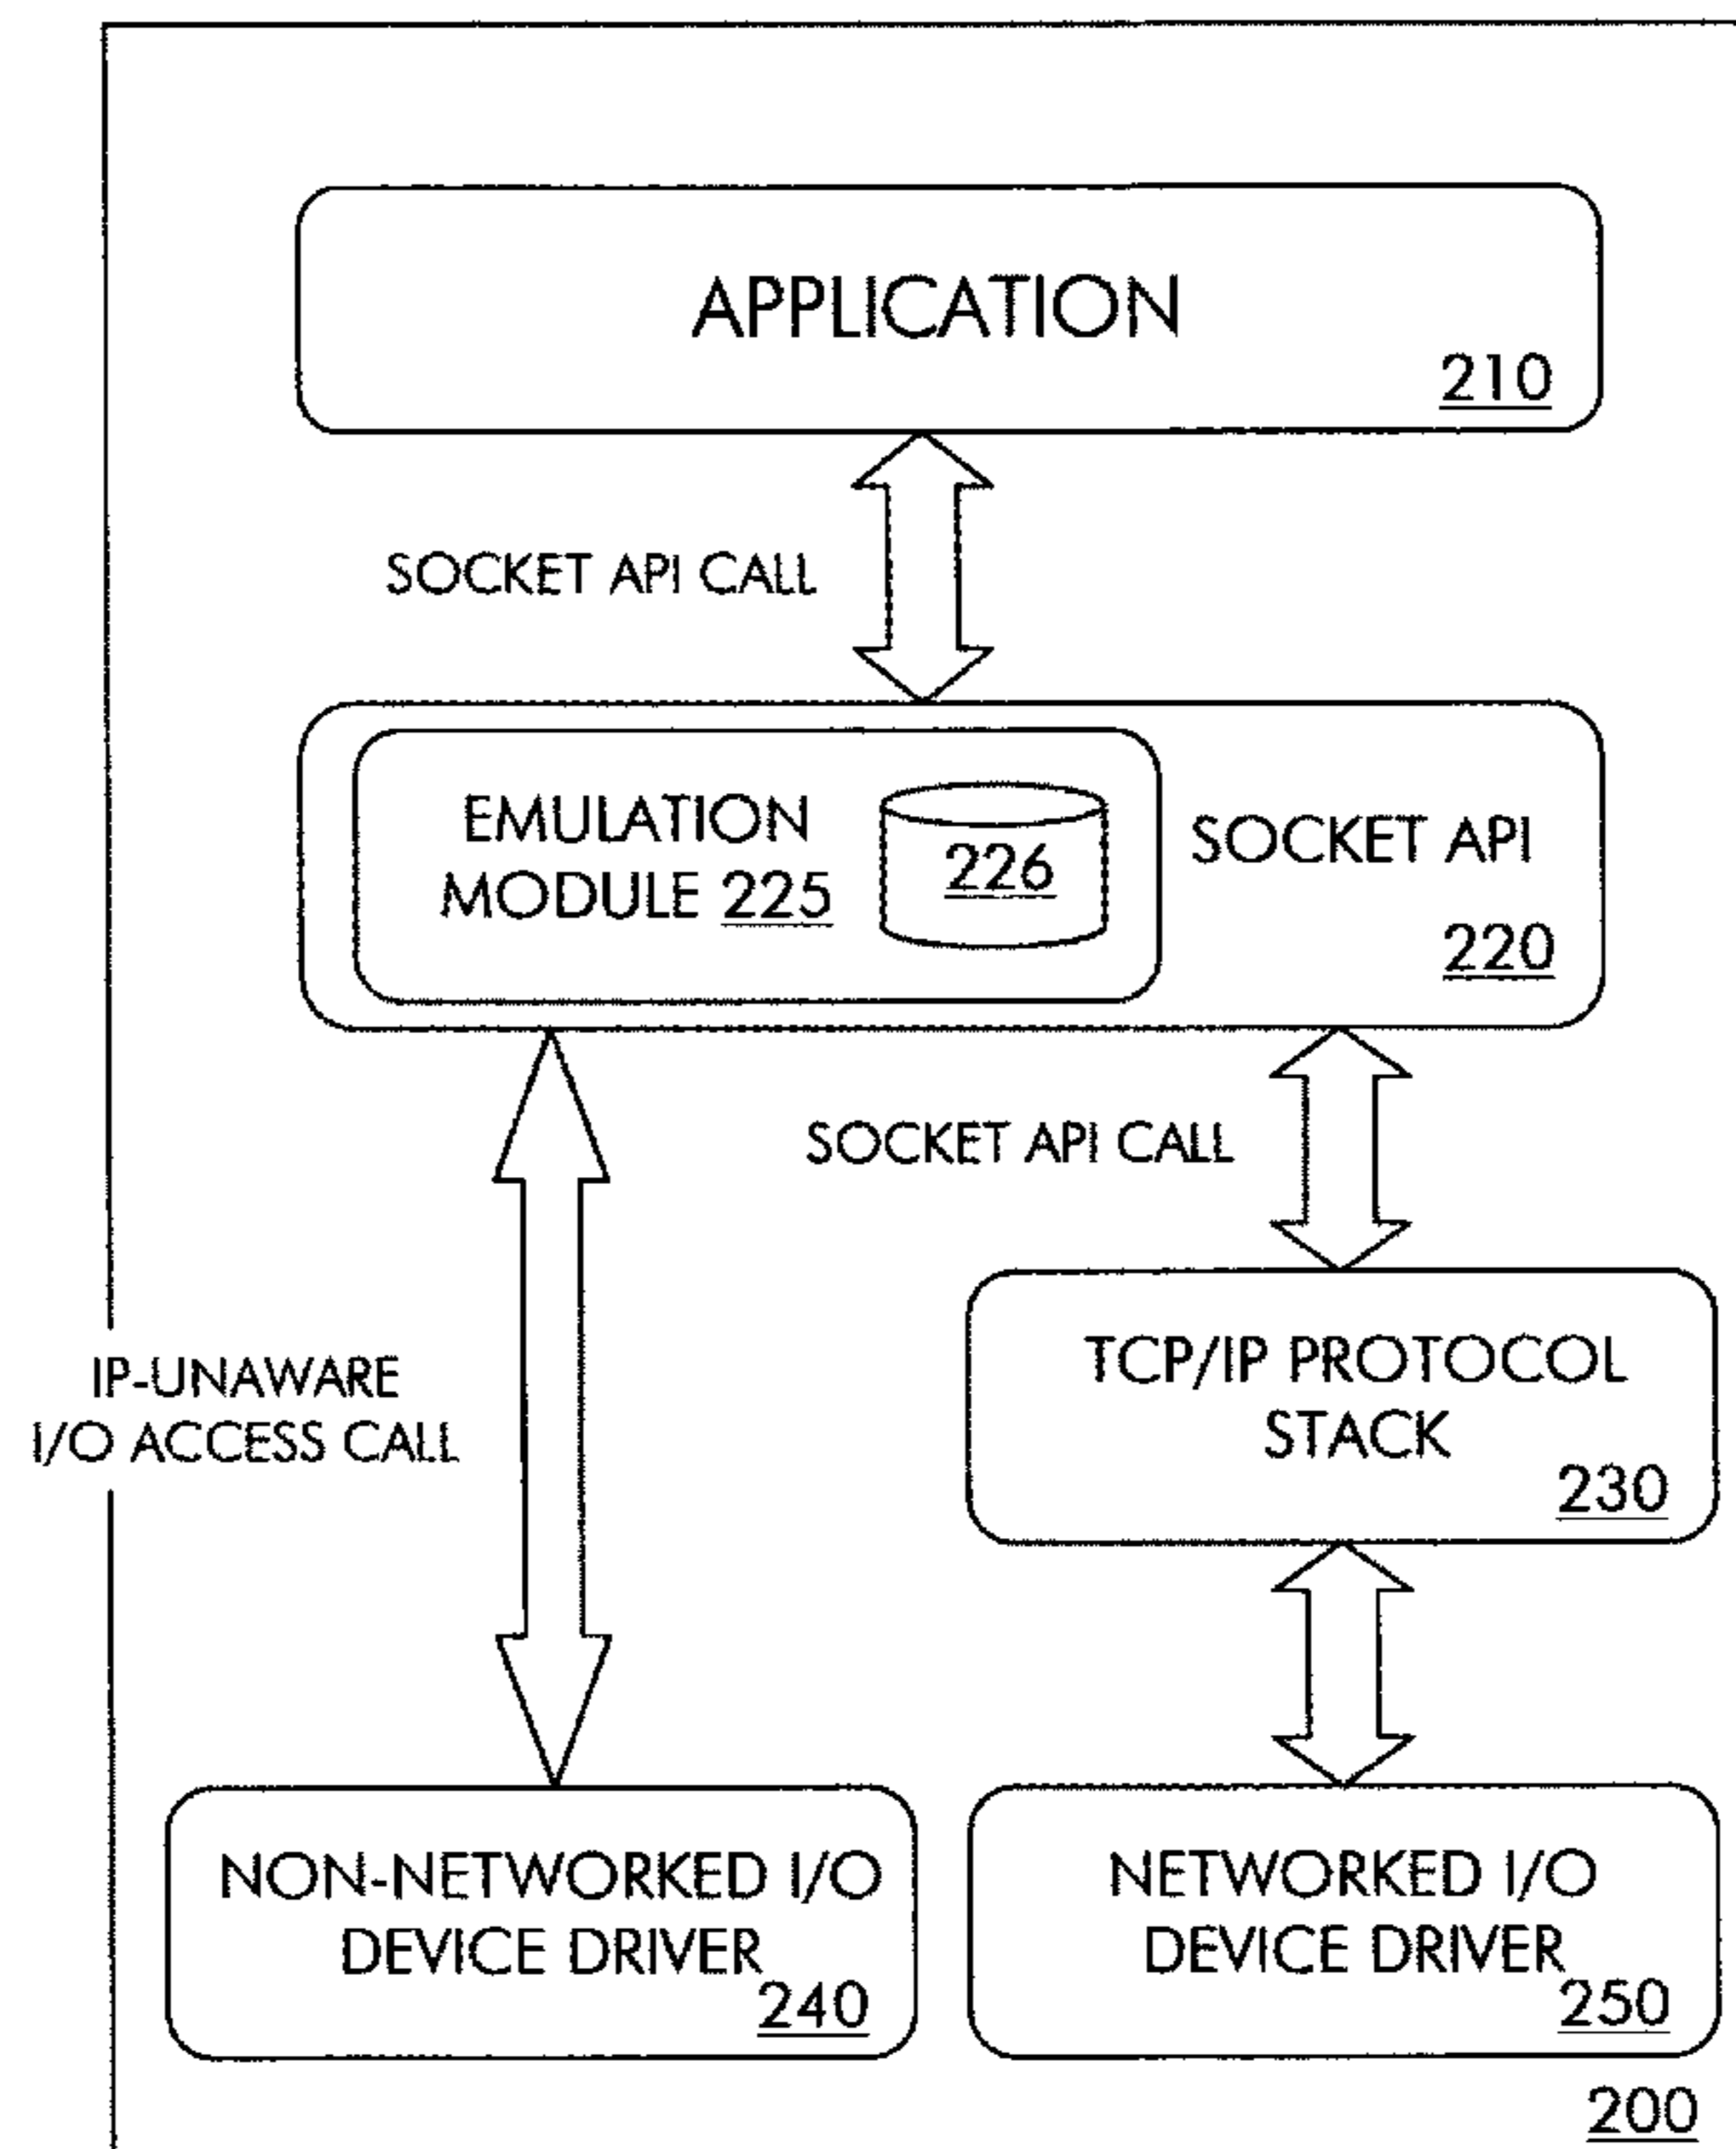 APPLICATION
210
SOCKET API CALL
EMULATION
MODULE 225
226
SOCKET API
220
SOCKET API CALL
IP-UNAWARE
I/O ACCESS CALL
TCP/IP PROTOCOL
STACK
230
NON-NETWORKED I/O
DEVICE DRIVER
240
NETWORKED I/O
DEVICE DRIVER
250
200